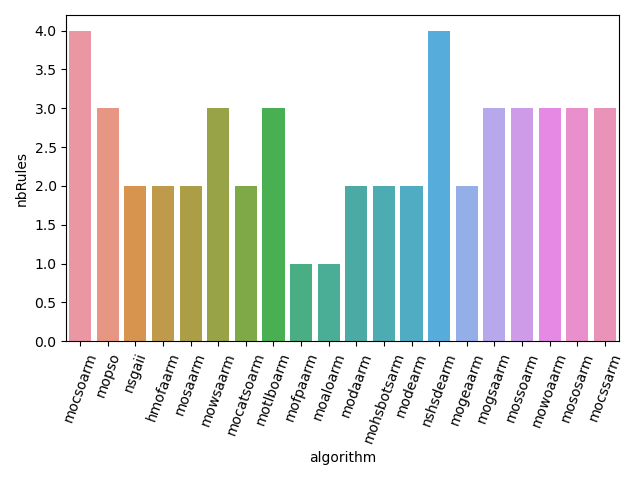 4.0
3.5
3.0
2.5
2.0
1.5
1.0
0.5
0.0
nbRules
mocsoarm
mopso
nsgaii
hmofaarm
mosaarm
mowsaarm
mocatsoarm
motlboarm
mofpaarm
moaloarm
modaarm
mohsbotsarm
modearm
nshsdearm
mogeaarm
mogsaarm
mossoarm
mowoaarm
mososarm
mocssarm
algorithm